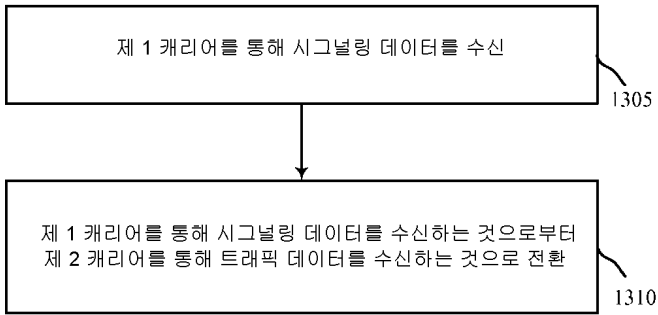 제 1 캐리어를 통해 시그널링 데이터를 수신
1305
제 1 캐리어를 통해 시그널링 데이터를 수신하는 것으로부터
제 2 캐리어를 통해 트래픽 데이터를 수신하는 것으로 전환
1310